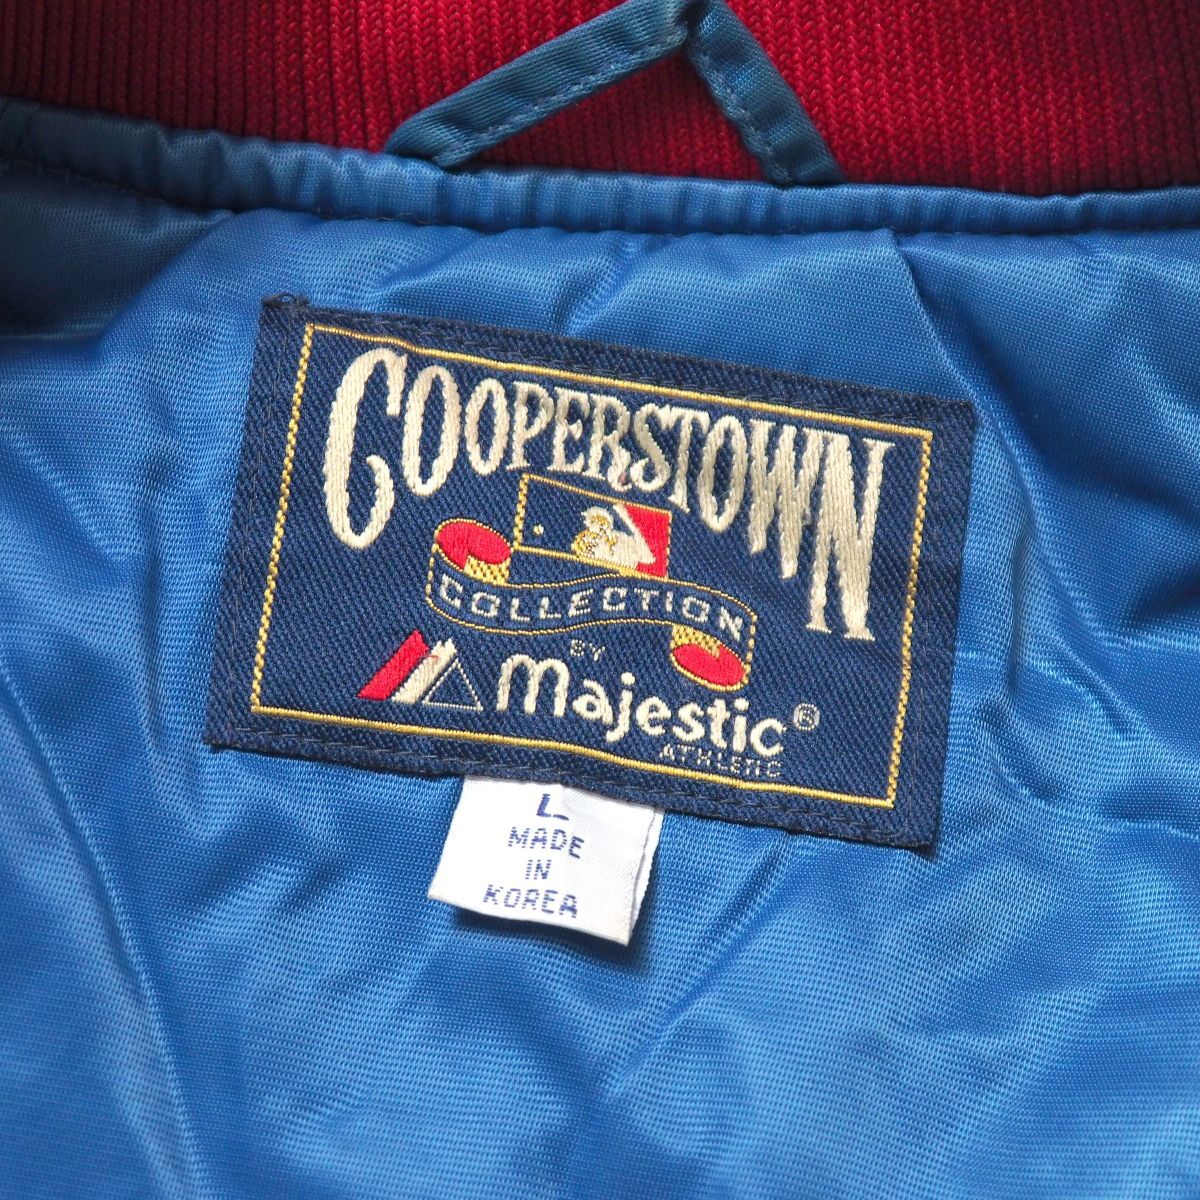 COOPERSTOWN
COLLECTION
BY
Majestic®
ATHLETIC
L
MADE
IN
KOREA